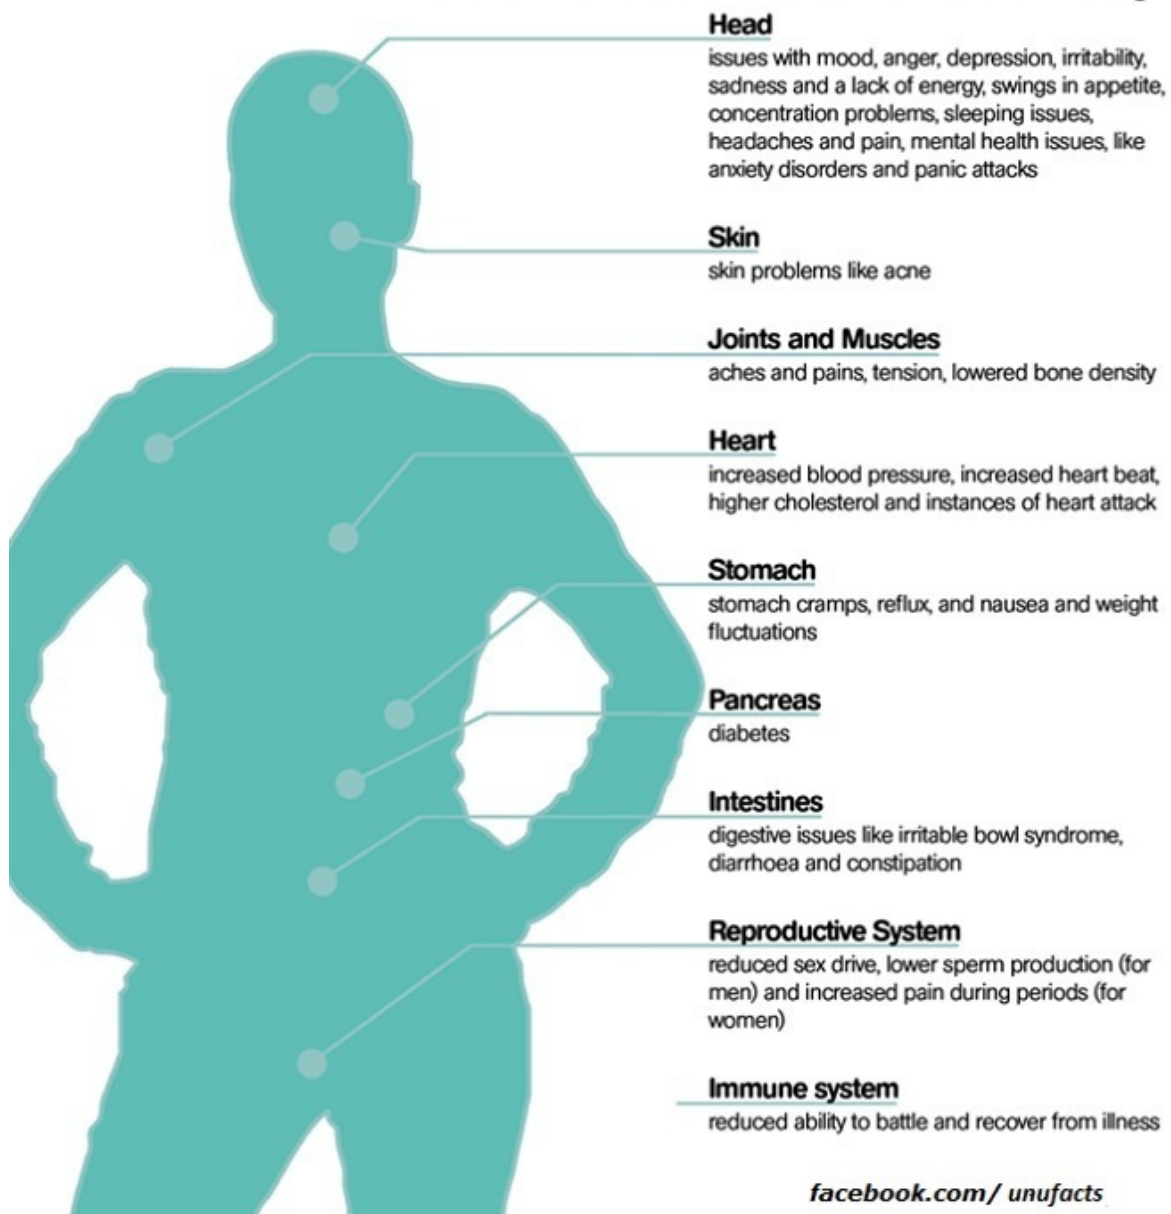 Head
issues with mood, anger, depression, irritability,
sadness and a lack of energy, swings in appetite,
concentration problems, sleeping issues,
headaches and pain, mental health issues, like
anxiety disorders and panic attacks
Skin
skin problems like acne
Joints and Muscles
aches and pains, tension, lowered bone density
Heart
increased blood pressure, increased heart beat,
higher cholesterol and instances of heart attack
Stomach
stomach cramps, reflux, and nausea and weight
fluctuations
Pancreas
diabetes
Intestines
digestive issues like irritable bowl syndrome,
diarrhoea and constipation
Reproductive System
reduced sex drive, lower sperm production (for
men) and increased pain during periods (for
women)
Immune system
reduced ability to battle and recover from illness
facebook.com/ unufacts